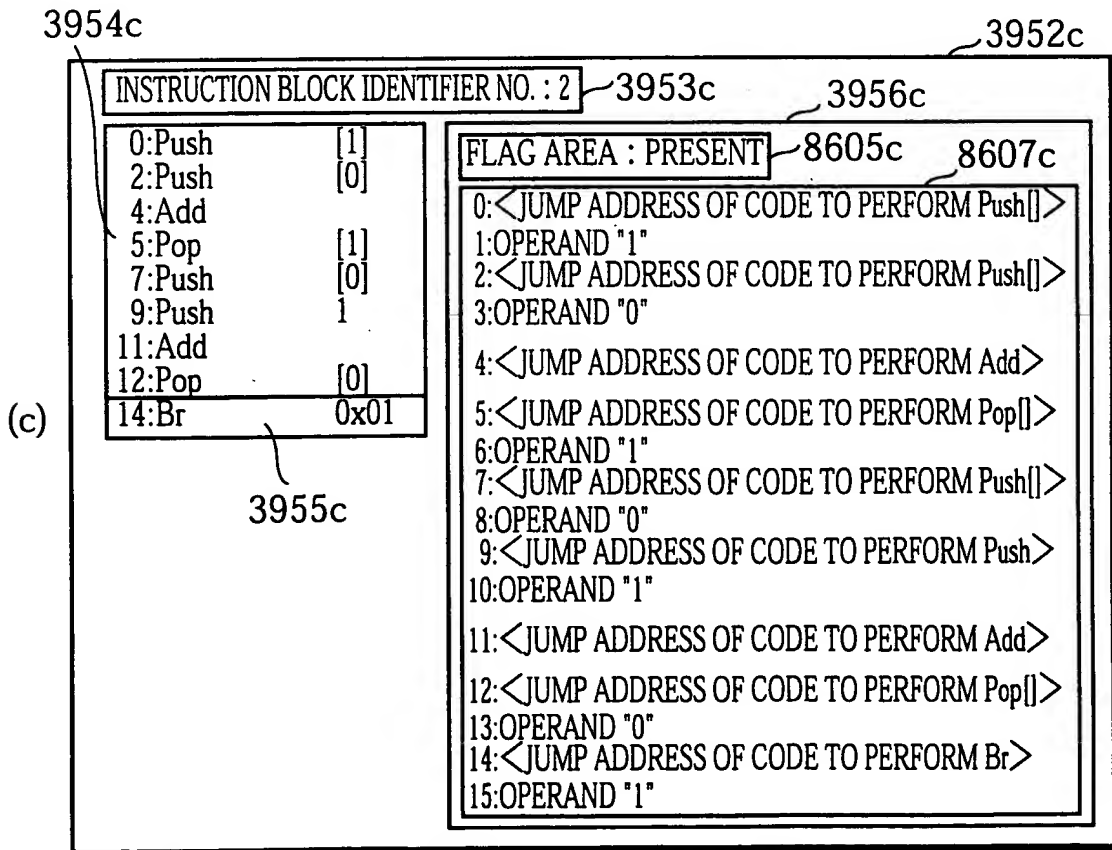 3954c
3952c
INSTRUCTION BLOCK IDENTIFIER NO. : 2
3953c
3956c
0:Push [1]
2:Push [0]
4:Add
5:Pop [1]
7:Push [0]
9:Push 1
11:Add
12:Pop [0]
14:Br 0x01
(c)
3955c
FLAG AREA : PRESENT
8605c
8607c
0:<JUMP ADDRESS OF CODE TO PERFORM Push[]>
1:OPERAND "1"
2:<JUMP ADDRESS OF CODE TO PERFORM Push[]>
3:OPERAND "0"
4:<JUMP ADDRESS OF CODE TO PERFORM Add>
5:<JUMP ADDRESS OF CODE TO PERFORM Pop[]>
6:OPERAND "1"
7:<JUMP ADDRESS OF CODE TO PERFORM Push[]>
8:OPERAND "0"
9:<JUMP ADDRESS OF CODE TO PERFORM Push>
10:OPERAND "1"
11:<JUMP ADDRESS OF CODE TO PERFORM Add>
12:<JUMP ADDRESS OF CODE TO PERFORM Pop[]>
13:OPERAND "0"
14:<JUMP ADDRESS OF CODE TO PERFORM Br>
15:OPERAND "1"